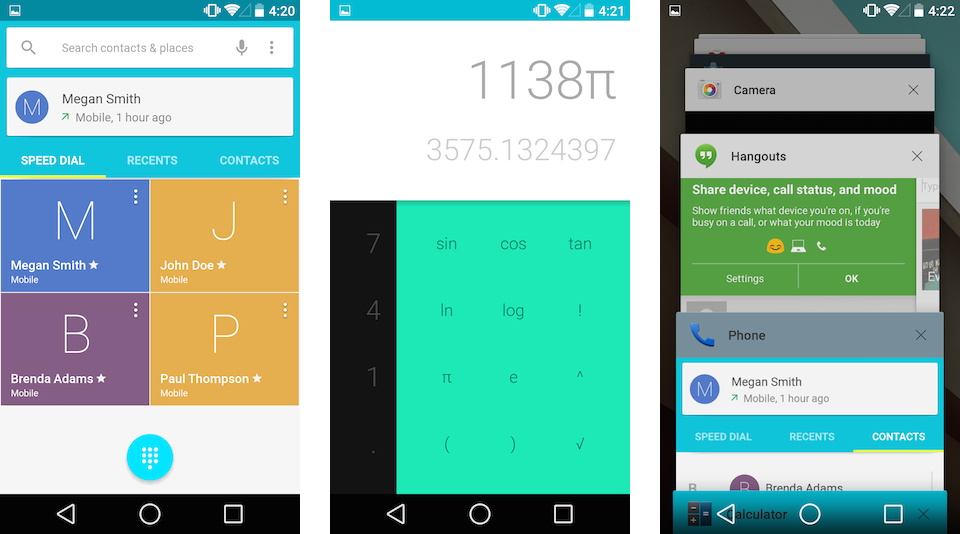 4:20
Search contacts & places
M
Megan Smith
Mobile, 1 hour ago
SPEED DIAL
RECENTS
CONTACTS
M
Megan Smith
Mobile
J
John Doe
Mobile
B
Brenda Adams
Mobile
P
Paul Thompson
Mobile
4:21
1138π
3575.1324397
7
sin
cos
tan
4
ln
log
!
1
π
e
^
.
(
)
√
4:22
Camera
Hangouts
Share device, call status, and mood
Show friends what device you're on, if you're
busy on a call, or what your mood is today
Settings
OK
Phone
M
Megan Smith
Mobile, 1 hour ago
SPEED DIAL
RECENTS
CONTACTS
B
B
Brenda Adams
Calculator